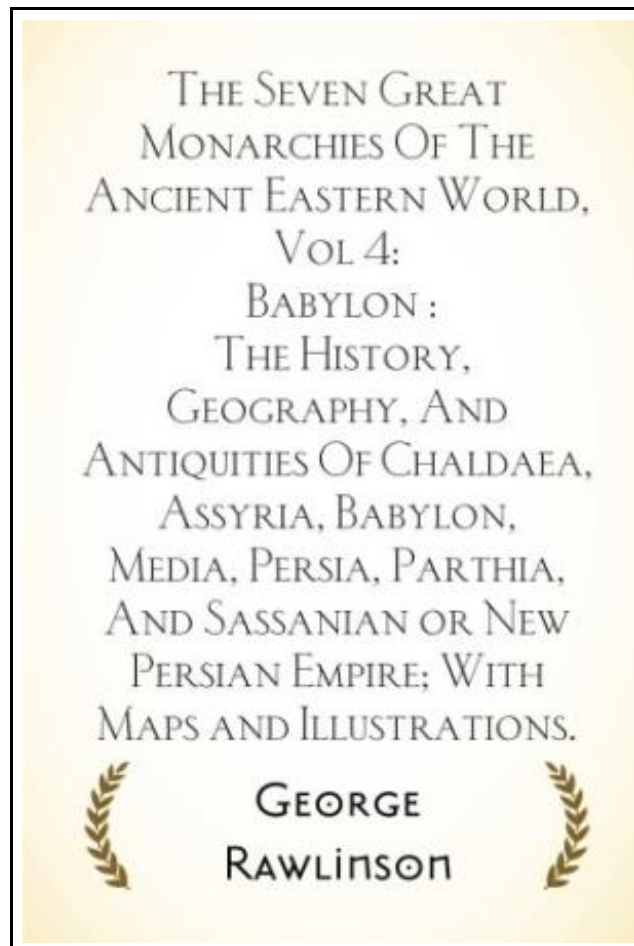 The Seven Great
Monarchies Of The
Ancient Eastern World,
Vol 4:
Babylon :
The History,
Geography, And
Antiquities Of Chaldaea,
Assyria, Babylon,
Media, Persia, Parthia,
And Sassanian or New
Persian Empire; With
Maps and Illustrations.
George
Rawlinson